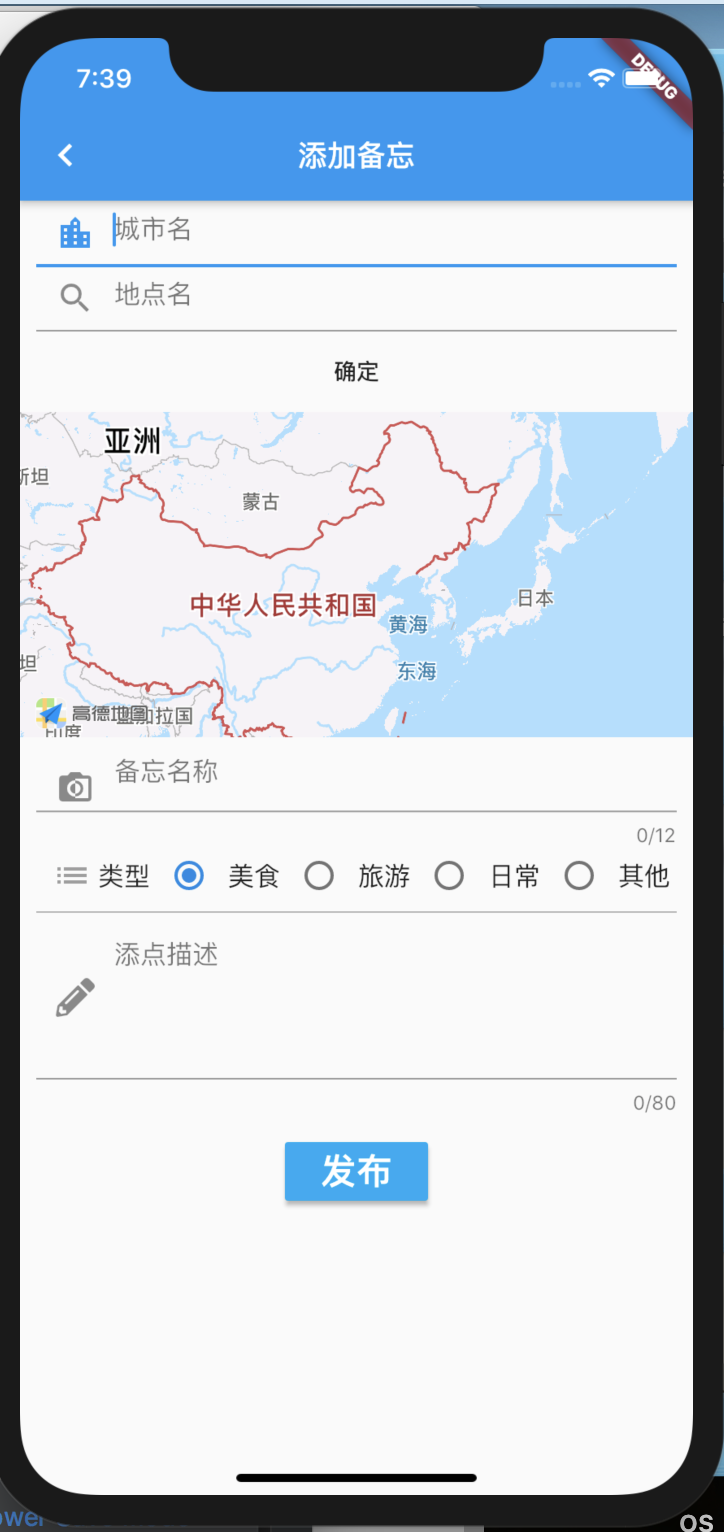 7:39
DEBUG
添加备忘
城市名
地点名
确定
亚洲
斯坦
蒙古
中华人民共和国
日本
黄海
坦
东海
高德地图
加拉国
印度
备忘名称
0/12
类型 美食 旅游 日常 其他
添点描述
0/80
发布
os